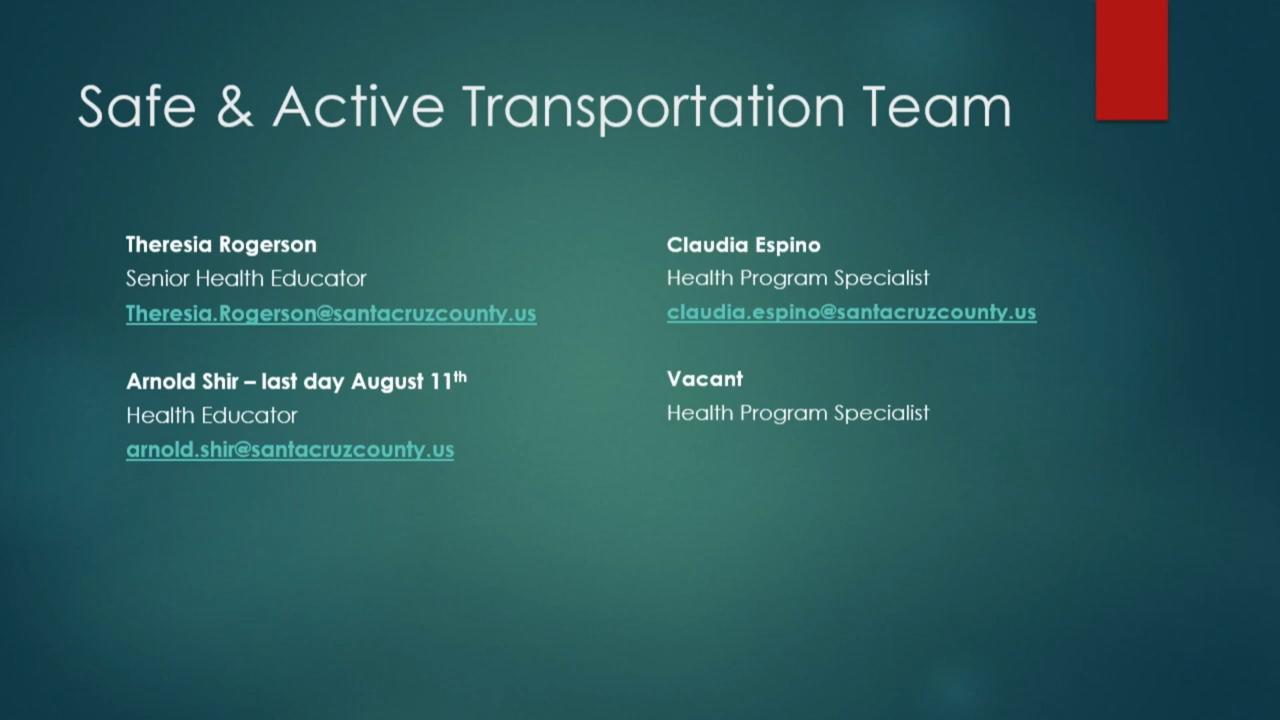 Safe & Active Transportation Team
Theresia Rogerson
Senior Health Educator
Theresia.Rogerson@santacruzcounty.us
Arnold Shir – last day August 11th
Health Educator
arnold.shir@santacruzcounty.us
Claudia Espino
Health Program Specialist
claudia.espino@santacruzcounty.us
Vacant
Health Program Specialist